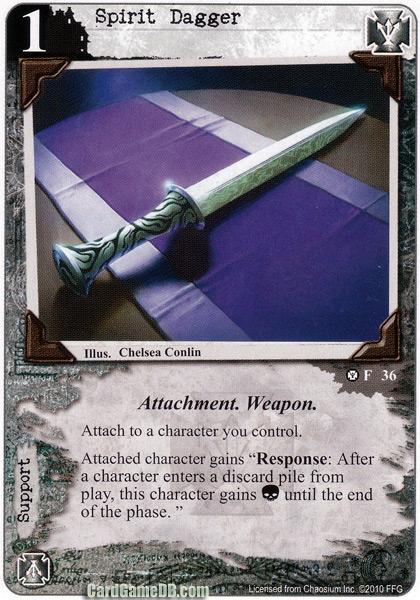 1
Spirit Dagger
Illus. Chelsea Conlin
F 36
Attachment. Weapon.
Attach to a character you control.
Attached character gains “Response: After
a character enters a discard pile from
play, this character gains until the end
of the phase. ”
Support
Licensed from Chaosium Inc. ©2010 FFG
CardGameDB.com